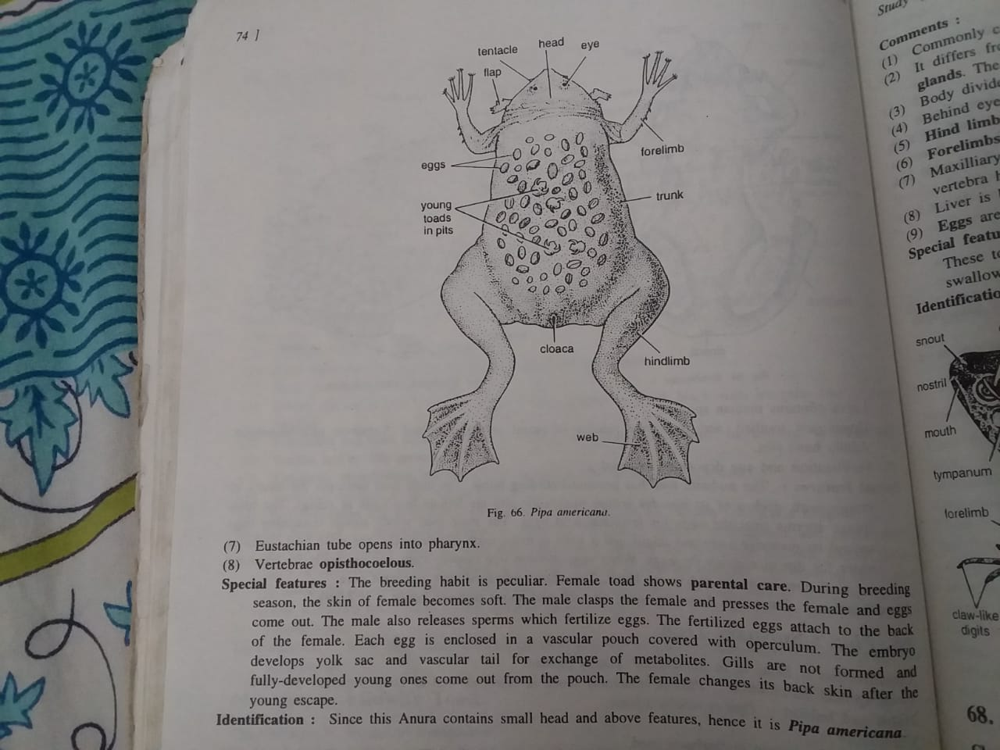 74 ]
tentacle
head
eye
flap
forelimb
eggs
trunk
young
toads
in pits
cloaca
hindlimb
web
Fig. 66. Pipa americana.
(7) Eustachian tube opens into pharynx.
(8) Vertebrae opisthocoelous.
Special features : The breeding habit is peculiar. Female toad shows parental care. During breeding
season, the skin of female becomes soft. The male clasps the female and presses the female and eggs
come out. The male also releases sperms which fertilize eggs. The fertilized eggs attach to the back
of the female. Each egg is enclosed in a vascular pouch covered with operculum. The embryo
develops yolk sac and vascular tail for exchange of metabolites. Gills are not formed and
fully-developed young ones come out from the pouch. The female changes its back skin after the
young escape.
Identification : Since this Anura contains small head and above features, hence it is Pipa americana.
Study
Comments :
(1) Commonly
(2) It differs
glands. The
(3) Body
(4) Behind
(5) Hind
(6) Forelimbs
(7) Maxilliary
vertebra
(8) Liver is
(9) Eggs are
Special
These
swallow
snout
nostril
mouth
tympanum
forelimb
claw-like
digits
68.